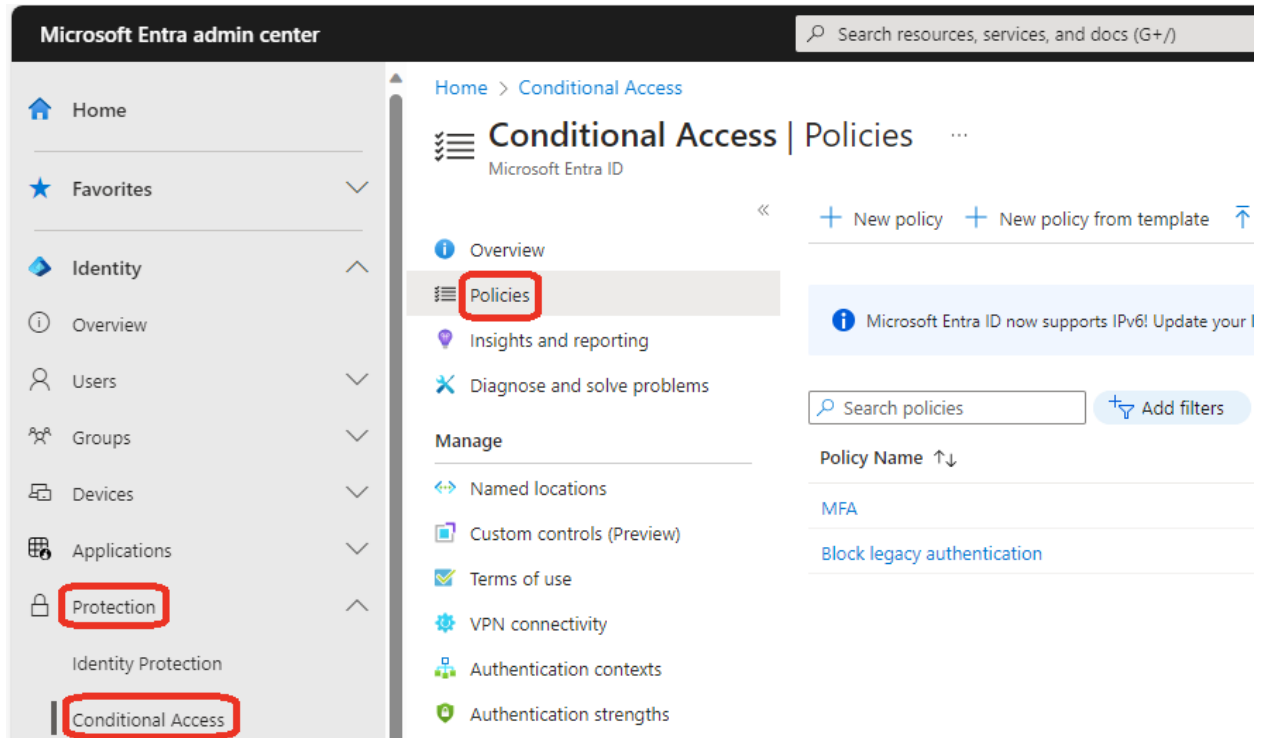 Microsoft Entra admin center
Search resources, services, and docs (G+/)
Home
Favorites
Identity
Overview
Users
Groups
Devices
Applications
Protection
Identity Protection
Conditional Access
Home > Conditional Access
Conditional Access | Policies ...
Microsoft Entra ID
Overview
Policies
Insights and reporting
Diagnose and solve problems
Manage
Named locations
Custom controls (Preview)
Terms of use
VPN connectivity
Authentication contexts
Authentication strengths
+ New policy + New policy from template
Microsoft Entra ID now supports IPv6! Update your
Search policies
Add filters
Policy Name ↑↓
MFA
Block legacy authentication